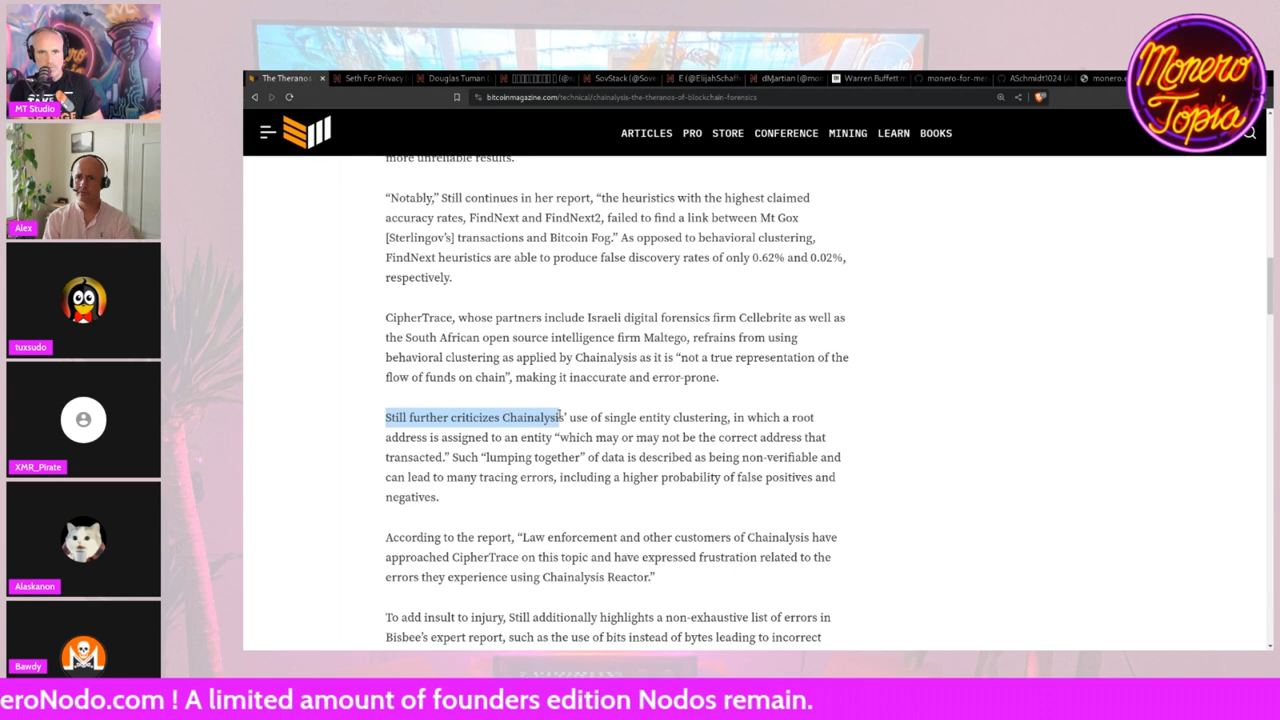 MT Studio
Alex
tuxsudo
XMR_Pirate
Alaskanon
Bawdy
The Theranos
Seth For Privacy
Douglas Tuman (
SovStack (@Sove
E (@ElijahSchaff
dMjartian (@mon
Warren Buffett m
monero-for-mer
ASchmidt1024 (A
monero.
bitcoinmagazine.com/technical/chainalysis-the-theranos-of-blockchain-forensics
ARTICLES PRO STORE CONFERENCE MINING LEARN BOOKS
Monero
Topia
more unreliable results.
“Notably,” Still continues in her report, “the heuristics with the highest claimed
accuracy rates, FindNext and FindNext2, failed to find a link between Mt Gox
[Sterlingov’s] transactions and Bitcoin Fog.” As opposed to behavioral clustering,
FindNext heuristics are able to produce false discovery rates of only 0.62% and 0.02%,
respectively.
CipherTrace, whose partners include Israeli digital forensics firm Cellebrite as well as
the South African open source intelligence firm Maltego, refrains from using
behavioral clustering as applied by Chainalysis as it is “not a true representation of the
flow of funds on chain”, making it inaccurate and error-prone.
Still further criticizes Chainalysis’ use of single entity clustering, in which a root
address is assigned to an entity “which may or may not be the correct address that
transacted.” Such “lumping together” of data is described as being non-verifiable and
can lead to many tracing errors, including a higher probability of false positives and
negatives.
According to the report, “Law enforcement and other customers of Chainalysis have
approached CipherTrace on this topic and have expressed frustration related to the
errors they experience using Chainalysis Reactor.”
To add insult to injury, Still additionally highlights a non-exhaustive list of errors in
Bisbee’s expert report, such as the use of bits instead of bytes leading to incorrect
eroNodo.com ! A limited amount of founders edition Nodos remain.